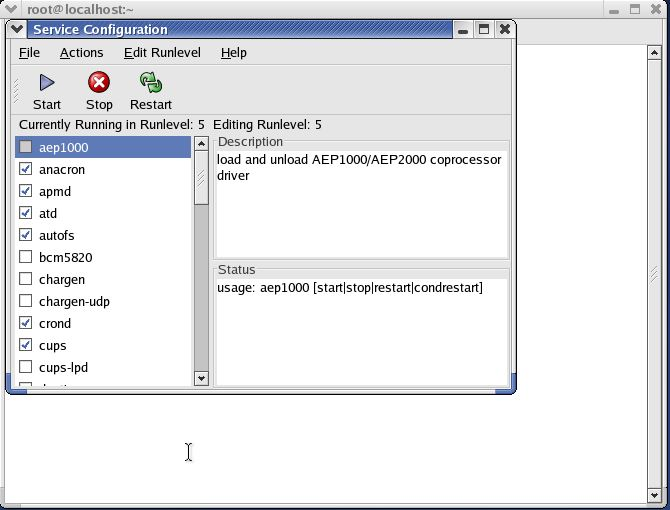 root@localhost:~
Service Configuration
File Actions Edit Runlevel Help
Start Stop Restart
Currently Running in Runlevel: 5 Editing Runlevel: 5
aep1000
anacron
apmd
atd
autofs
bcm5820
chargen
chargen-udp
crond
cups
cups-lpd
Description
load and unload AEP1000/AEP2000 coprocessor
driver
Status
usage: aep1000 [start|stop|restart|condrestart]